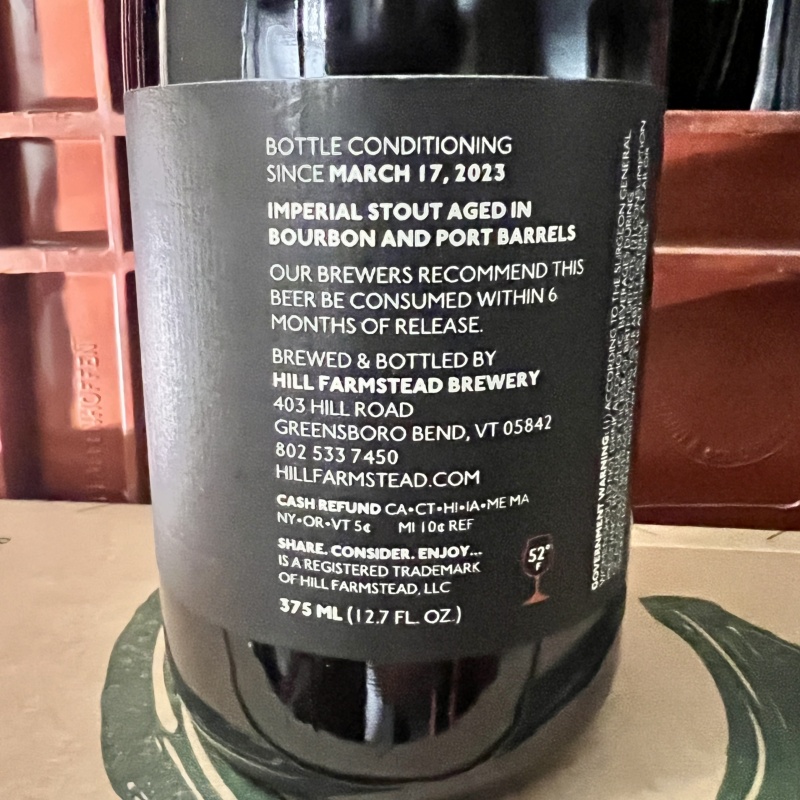 BOTTLE CONDITIONING
SINCE MARCH 17, 2023
IMPERIAL STOUT AGED IN
BOURBON AND PORT BARRELS
OUR BREWERS RECOMMEND THIS
BEER BE CONSUMED WITHIN 6
MONTHS OF RELEASE.
BREWED & BOTTLED BY
HILL FARMSTEAD BREWERY
403 HILL ROAD
GREENSBORO BEND, VT 05842
802 533 7450
HILLFARMSTEAD.COM
CASH REFUND CA•CT•HI•IA•ME MA
NY•OR•VT 5¢ MI 10¢ REF
SHARE. CONSIDER. ENJOY...
IS A REGISTERED TRADEMARK
OF HILL FARMSTEAD, LLC
375 ML (12.7 FL. OZ.)
52°
F
GOVERNMENT WARNING: ACCORDING TO THE SURGEON GENERAL